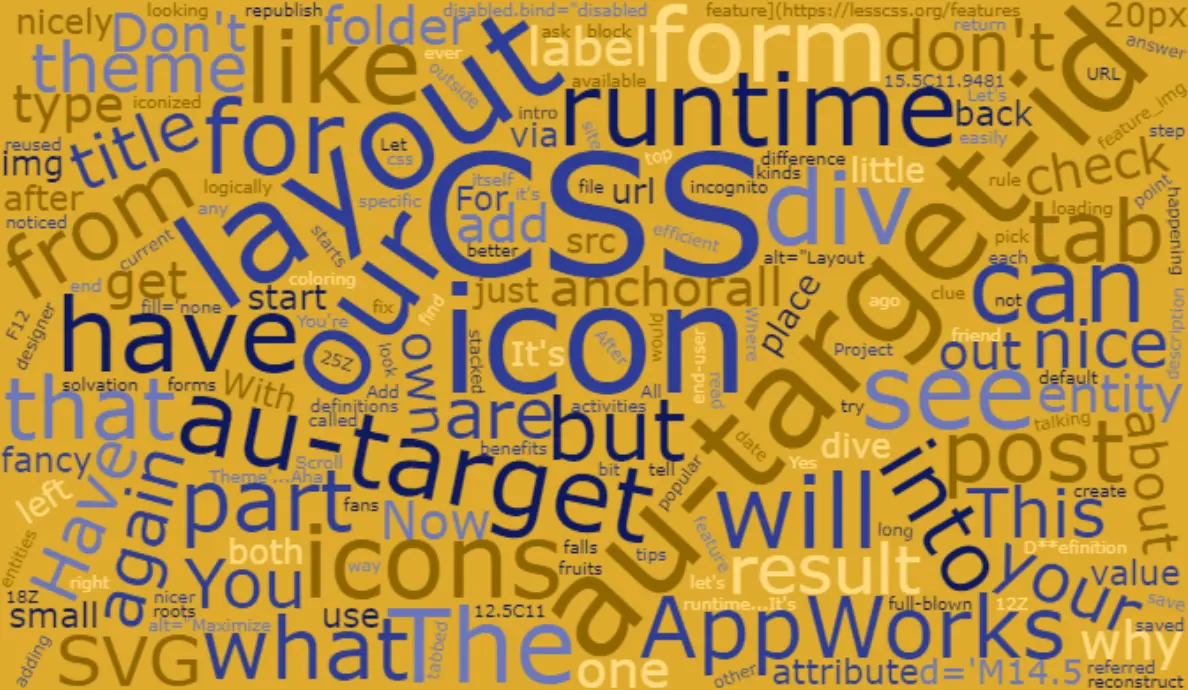 nicely
looking
republish
disabled.bind="disabled
feature](https://lesscss.org/features
20px
Don't
folder
ask
block
label
form
return
don't
answer
theme
like
ever
outside
available
15.5C11.9481
URL
type
iconized
layout
intro
runtime
Let's
back
feature_img
reused
title
for
Let
via
site
easily
step
img
css
top
difference
kinds
little
check
after
logically
any
specific
itself
it's
For
file
url
incognito
rule
point
noticed
from
our
CSS
add
efficient
div
loading
tab
pick
happening
current
starts
better
src
alt="Layout
each
end
get
coloring
just
anchorall
place
ago
clue
not
can
fill='none
start
F12
designer
have
You're
fix
find
icon
would
Where
friend
description
25Z
look
own
stacked
It's
After
end-user
Project
out
nice
solvation
forms
With
Add
All
read
see
default
entity
that
definitions
called
are
activities
but
try
talking
au-target
au-target-id
benefits
date
dive
post
about
fancy
Theme'...Aha
Scroll
bit
tell
popular
Yes
into
left
Have
again
part
fans
Now
will
This
create
entities
both
icons
way
falls
fruits
tips
feature
long
D**efinition
right
You
let's
result
your
value
18Z
nicer
roots
small
use
12.5C11
runtime...It's
full-blown
12Z
save
saved
alt="Maximize
what
The
AppWorks
why
adding
SVG
tabbed
one
other
attribute
d='M14.5
referred
reconstruct